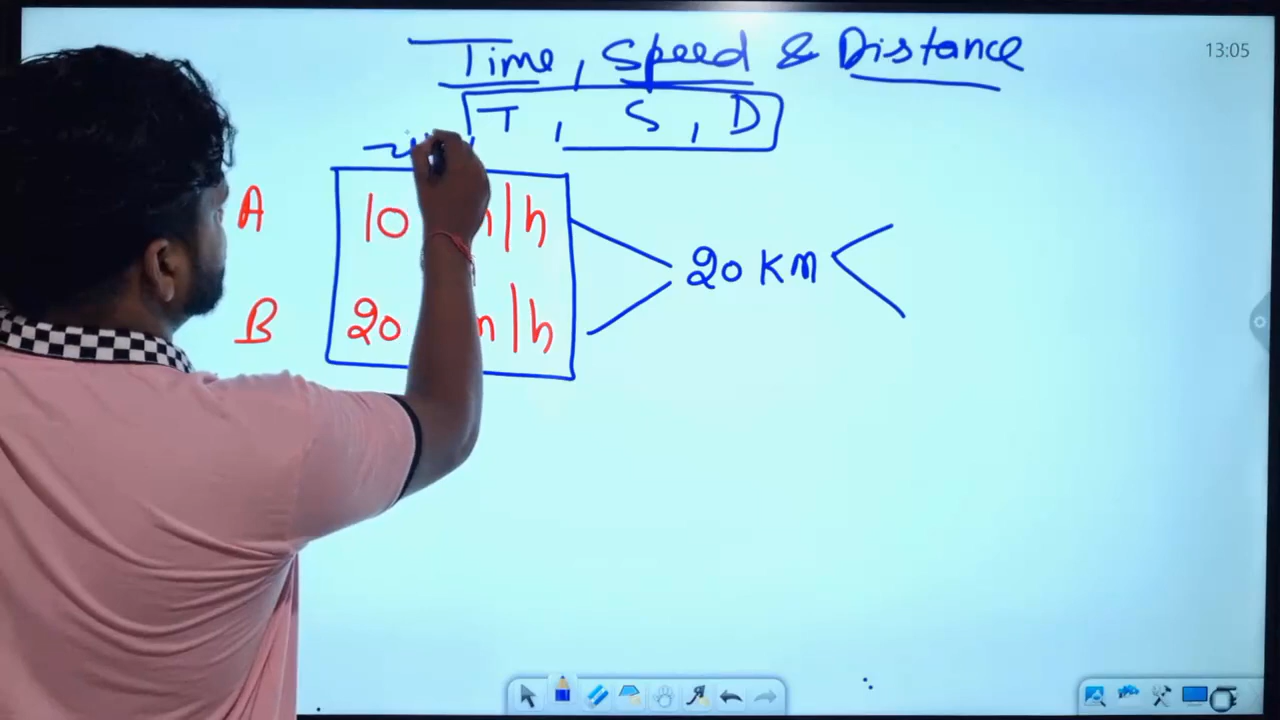 Time, Speed & Distance
13:05
T, S, D
A 10 h
B 20 h
20 Km